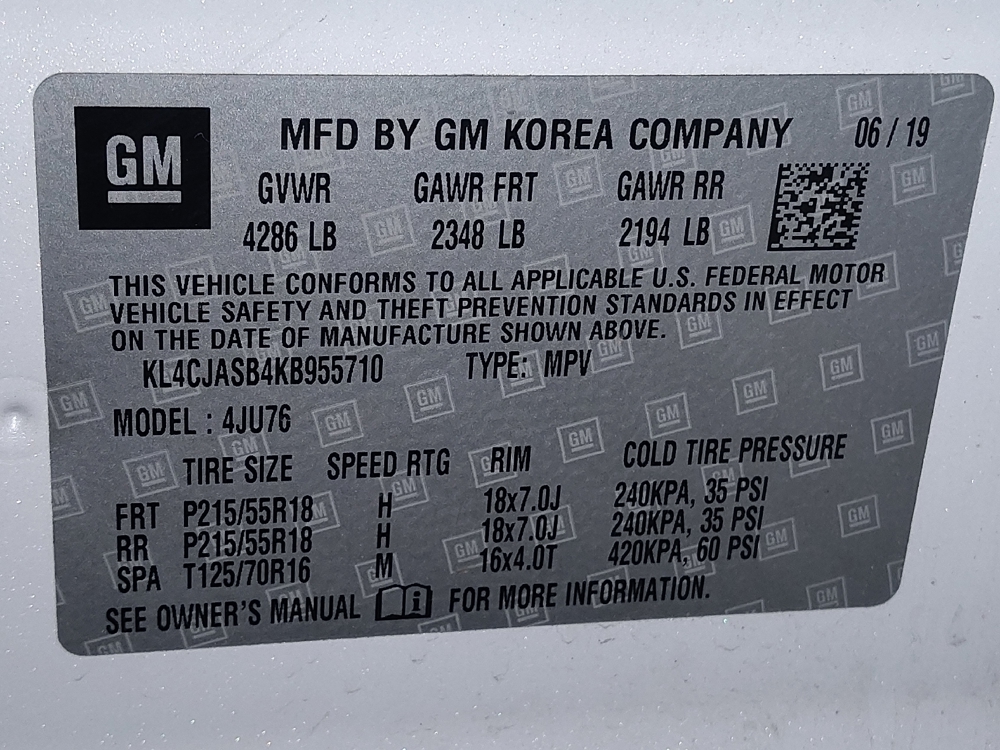 GM
MFD BY GM KOREA COMPANY 06 / 19
GVWR GAWR FRT GAWR RR
4286 LB 2348 LB 2194 LB
THIS VEHICLE CONFORMS TO ALL APPLICABLE U.S. FEDERAL MOTOR
VEHICLE SAFETY AND THEFT PREVENTION STANDARDS IN EFFECT
ON THE DATE OF MANUFACTURE SHOWN ABOVE.
KL4CJASB4KB955710 TYPE: MPV
MODEL : 4JU76
TIRE SIZE SPEED RTG RIM COLD TIRE PRESSURE
FRT P215/55R18 H 18x7.0J 240KPA, 35 PSI
RR P215/55R18 H 18x7.0J 240KPA, 35 PSI
SPA T125/70R16 M 16x4.0T 420KPA, 60 PSI
SEE OWNER'S MANUAL i FOR MORE INFORMATION.